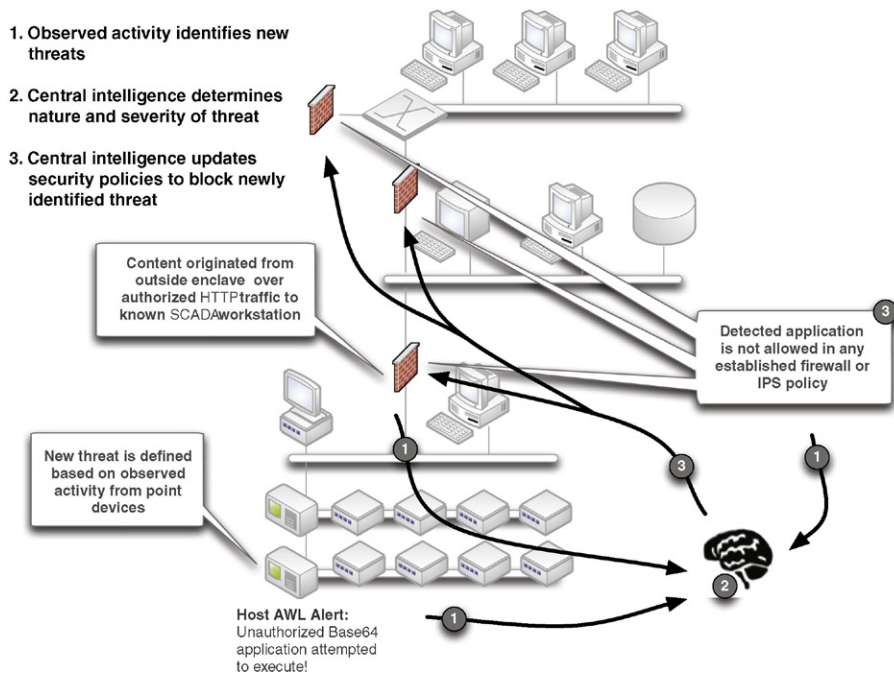 1. Observed activity identifies new
threats
2. Central intelligence determines
nature and severity of threat
3. Central intelligence updates
security policies to block newly
identified threat
Content originated from
outside enclave over
authorized HTTPtraffic to
known SCADAworkstation
3
Detected application
is not allowed in any
established firewall or
IPS policy
New threat is defined
based on observed
activity from point
devices
1
3
1
2
Host AWL Alert:
Unauthorized Base64
application attempted
to execute!
1